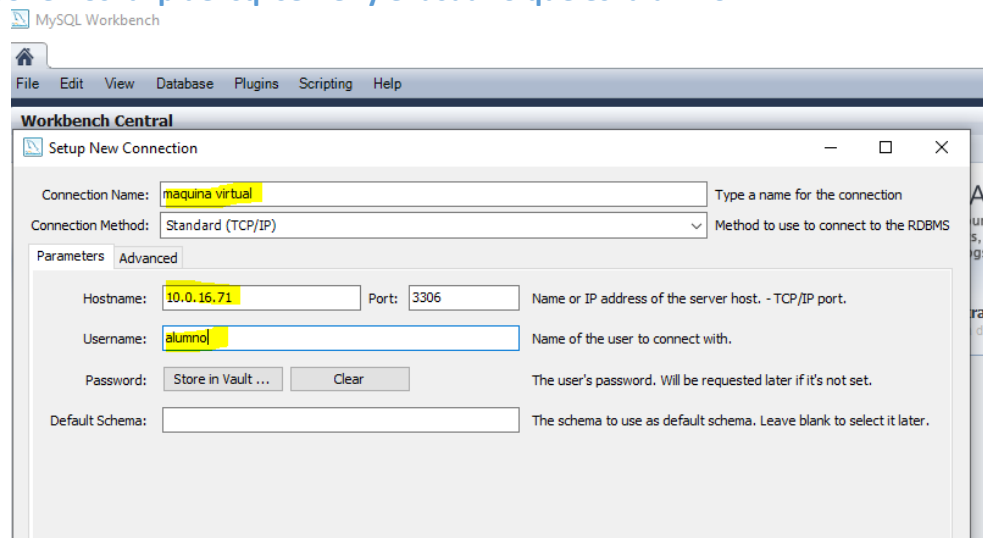 MySQL Workbench
File Edit View Database Plugins Scripting Help
Workbench Central
Setup New Connection
Connection Name: maquina virtual Type a name for the connection
Connection Method: Standard (TCP/IP) Method to use to connect to the RDBMS
Parameters Advanced
Hostname: 10.0.16.71 Port: 3306 Name or IP address of the server host. - TCP/IP port.
Username: alumno Name of the user to connect with.
Password: Store in Vault ... Clear The user's password. Will be requested later if it's not set.
Default Schema: The schema to use as default schema. Leave blank to select it later.